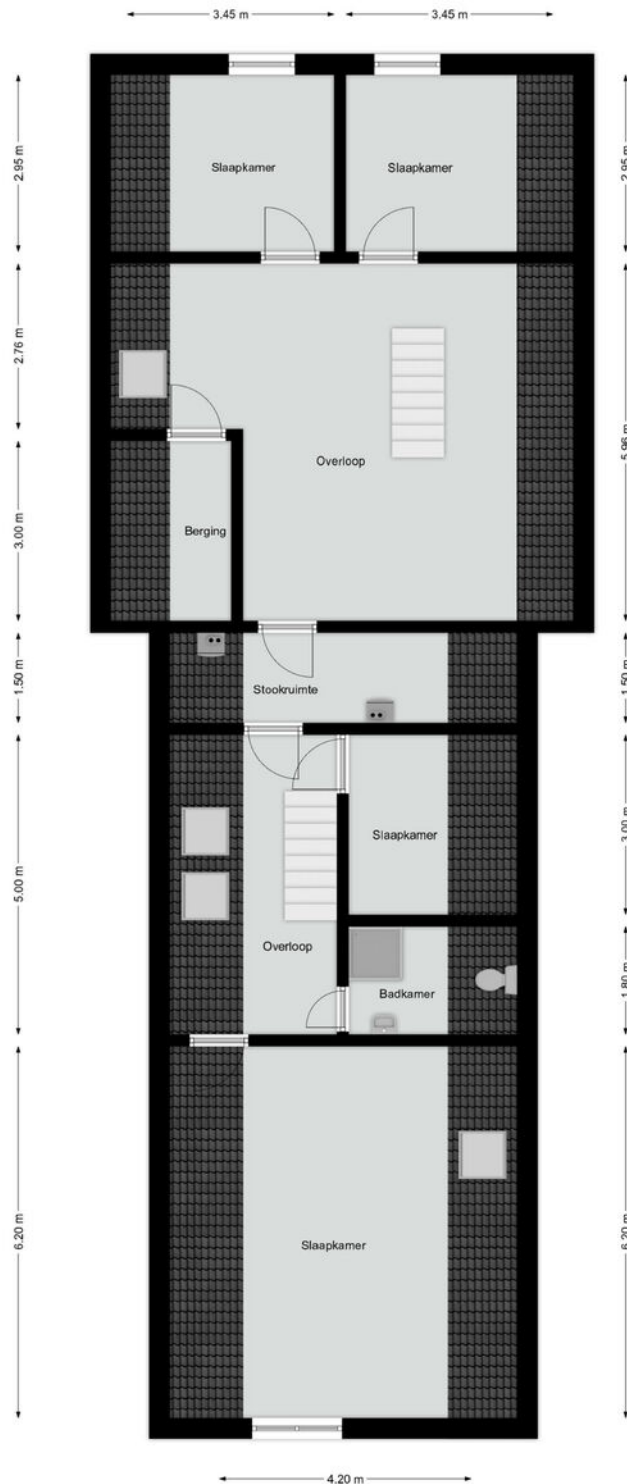 3.45 m
3.45 m
2.95 m
2.95 m
Slaapkamer
Slaapkamer
2.76 m
5.96 m
Overloop
3.00 m
Berging
1.50 m
1.50 m
Stookruimte
5.00 m
3.00 m
Slaapkamer
Overloop
1.80 m
Badkamer
6.20 m
6.20 m
Slaapkamer
4.20 m